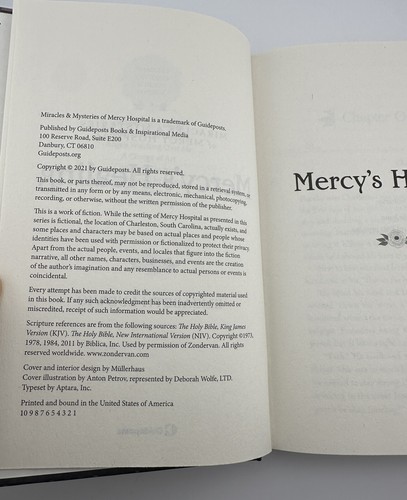 Miracles & Mysteries of Mercy Hospital is a trademark of Guideposts.
Published by Guideposts Books & Inspirational Media
100 Reserve Road, Suite E200
Danbury, CT 06810
Guideposts.org
Copyright © 2021 by Guideposts. All rights reserved.
This book, or parts thereof, may not be reproduced, stored in a retrieval system, or
transmitted in any form or by any means, electronic, mechanical, photocopying,
recording, or otherwise, without the written permission of the publisher.
This is a work of fiction. While the setting of Mercy Hospital as presented in this
series is fictional, the location of Charleston, South Carolina, actually exists, and
some places and characters may be based on actual places and people whose
identities have been used with permission or fictionalized to protect their privacy.
Apart from the actual people, events, and locales that figure into the fiction
narrative, all other names, characters, businesses, and events are the creation
of the author's imagination and any resemblance to actual persons or events is
coincidental.
Every attempt has been made to credit the sources of copyrighted material used
in this book. If any such acknowledgment has been inadvertently omitted or
miscredited, receipt of such information would be appreciated.
Scripture references are from the following sources: The Holy Bible, King James
Version (KJV). The Holy Bible, New International Version (NIV). Copyright ©1973,
1978, 1984, 2011 by Biblica, Inc. Used by permission of Zondervan. All rights
reserved worldwide. www.zondervan.com
Cover and interior design by Müllerhaus
Cover illustration by Anton Petrov, represented by Deborah Wolfe, LTD.
Typeset by Aptara, Inc.
Printed and bound in the United States of America
10 9 8 7 6 5 4 3 2 1
Mercy's H